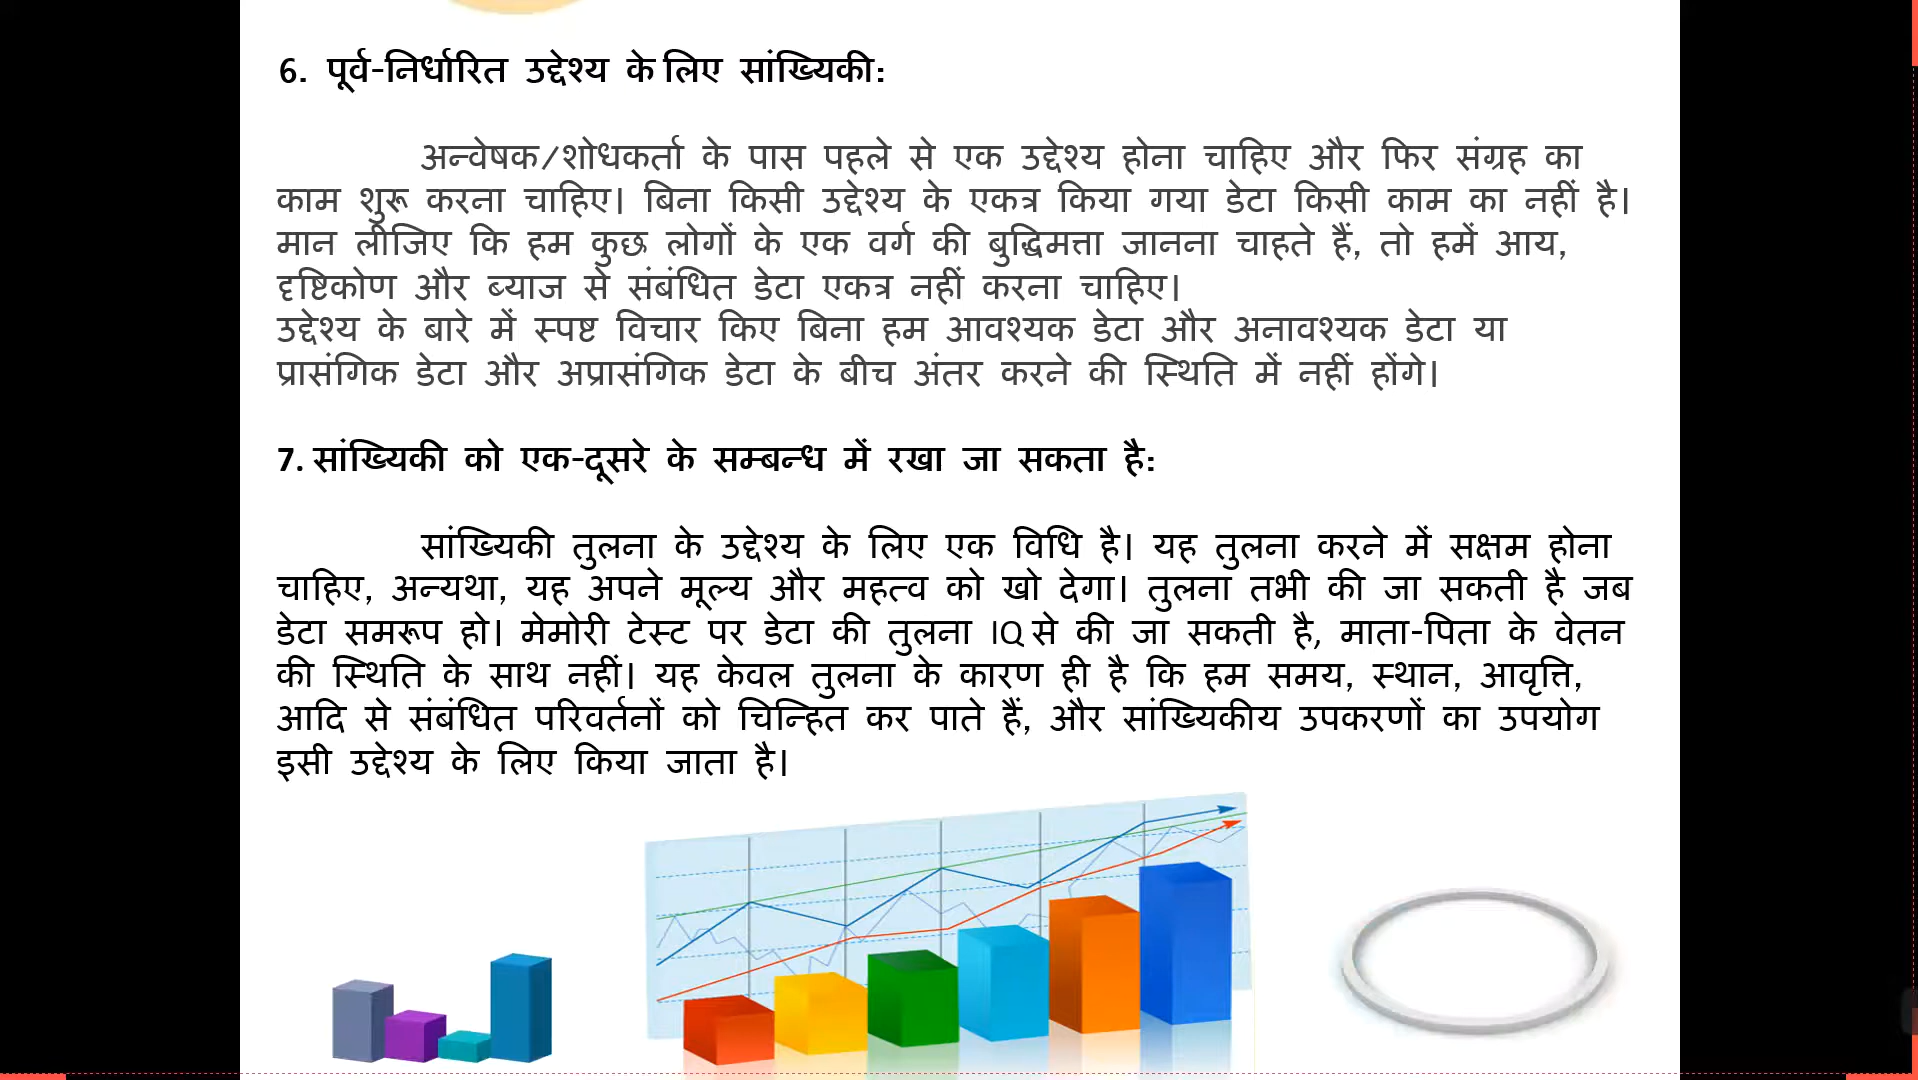 6. पूर्व-निर्धारित उद्देश्य के लिए सांख्यिकी:
अन्वेषक/शोधकर्ता के पास पहले से एक उद्देश्य होना चाहिए और फिर संग्रह का
काम शुरू करना चाहिए। बिना किसी उद्देश्य के एकत्र किया गया डेटा किसी काम का नहीं है।
मान लीजिए कि हम कुछ लोगों के एक वर्ग की बुद्धिमत्ता जानना चाहते हैं, तो हमें आय,
दृष्टिकोण और ब्याज से संबंधित डेटा एकत्र नहीं करना चाहिए।
उद्देश्य के बारे में स्पष्ट विचार किए बिना हम आवश्यक डेटा और अनावश्यक डेटा या
प्रासंगिक डेटा और अप्रासंगिक डेटा के बीच अंतर करने की स्थिति में नहीं होंगे।
7. सांख्यिकी को एक-दूसरे के सम्बन्ध में रखा जा सकता है:
सांख्यिकी तुलना के उद्देश्य के लिए एक विधि है। यह तुलना करने में सक्षम होना
चाहिए, अन्यथा, यह अपने मूल्य और महत्व को खो देगा। तुलना तभी की जा सकती है जब
डेटा समरूप हो। मेमोरी टेस्ट पर डेटा की तुलना IQ से की जा सकती है, माता-पिता के वेतन
की स्थिति के साथ नहीं। यह केवल तुलना के कारण ही है कि हम समय, स्थान, आवृत्ति,
आदि से संबंधित परिवर्तनों को चिन्हित कर पाते हैं, और सांख्यिकीय उपकरणों का उपयोग
इसी उद्देश्य के लिए किया जाता है।